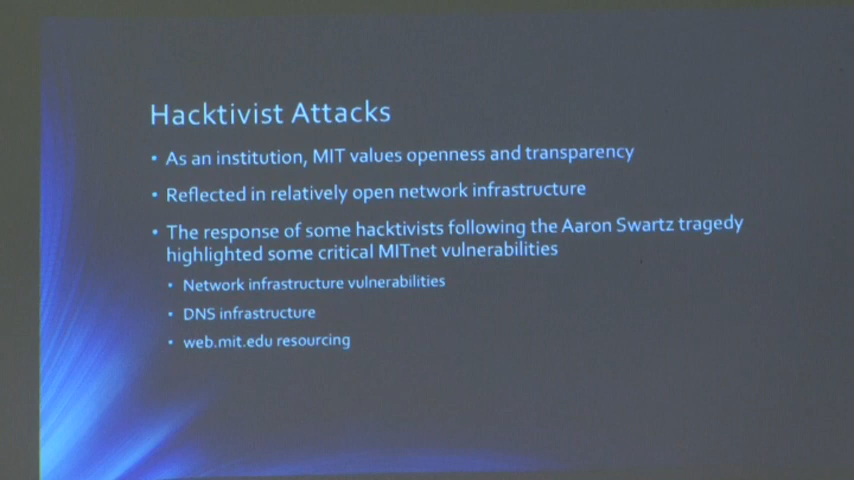 Hacktivist Attacks
• As an institution, MIT values openness and transparency
• Reflected in relatively open network infrastructure
• The response of some hacktivists following the Aaron Swartz tragedy
highlighted some critical MITnet vulnerabilities
• Network infrastructure vulnerabilities
• DNS infrastructure
• web.mit.edu resourcing